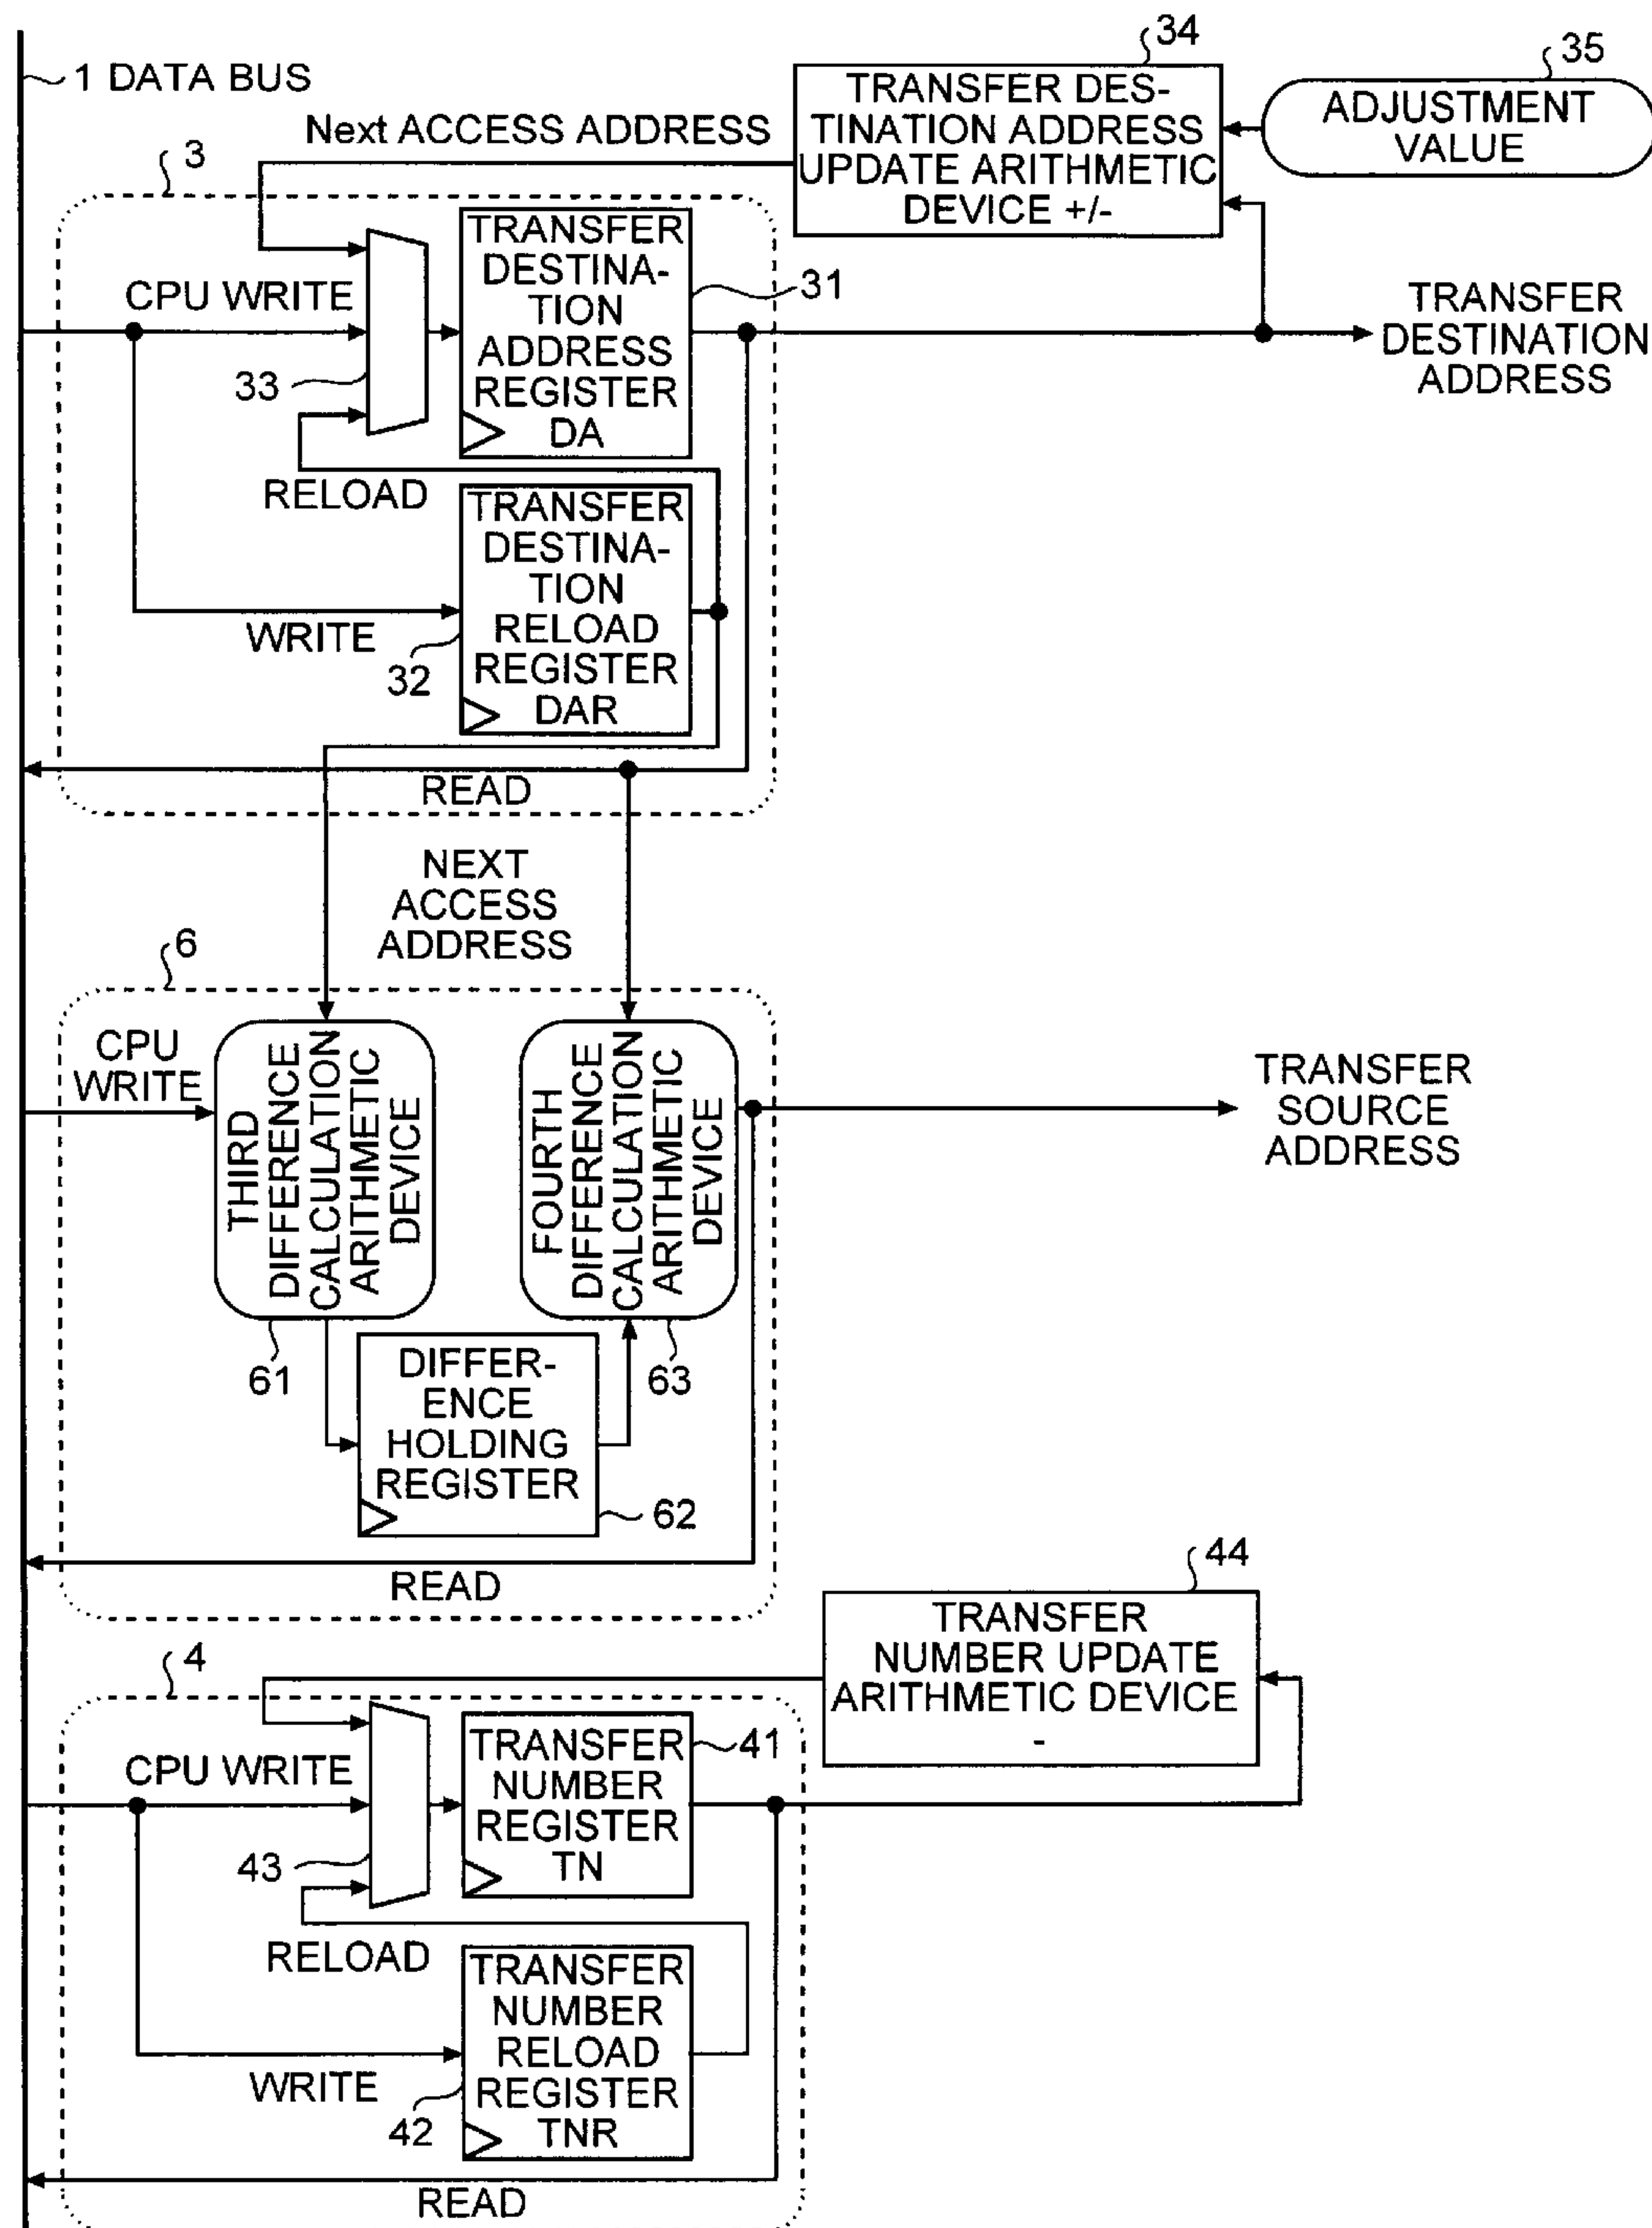 34
35
1 DATA BUS
TRANSFER DES-
TINATION ADDRESS
UPDATE ARITHMETIC
DEVICE +/-
ADJUSTMENT
VALUE
Next ACCESS ADDRESS
3
TRANSFER
DESTINA-
TION
ADDRESS
REGISTER
DA
31
CPU WRITE
33
TRANSFER
DESTINATION
ADDRESS
RELOAD
TRANSFER
DESTINA-
TION
RELOAD
REGISTER
DAR
WRITE
32
READ
NEXT
ACCESS
ADDRESS
6
CPU
WRITE
THIRD
DIFFERENCE
CALCULATION
ARITHMETIC
DEVICE
FOURTH
DIFFERENCE
CALCULATION
ARITHMETIC
DEVICE
TRANSFER
SOURCE
ADDRESS
61
63
DIFFER-
ENCE
HOLDING
REGISTER
62
READ
44
TRANSFER
NUMBER UPDATE
ARITHMETIC DEVICE
-
4
TRANSFER
NUMBER
REGISTER
TN
41
CPU WRITE
43
RELOAD
TRANSFER
NUMBER
RELOAD
REGISTER
TNR
WRITE
42
READ